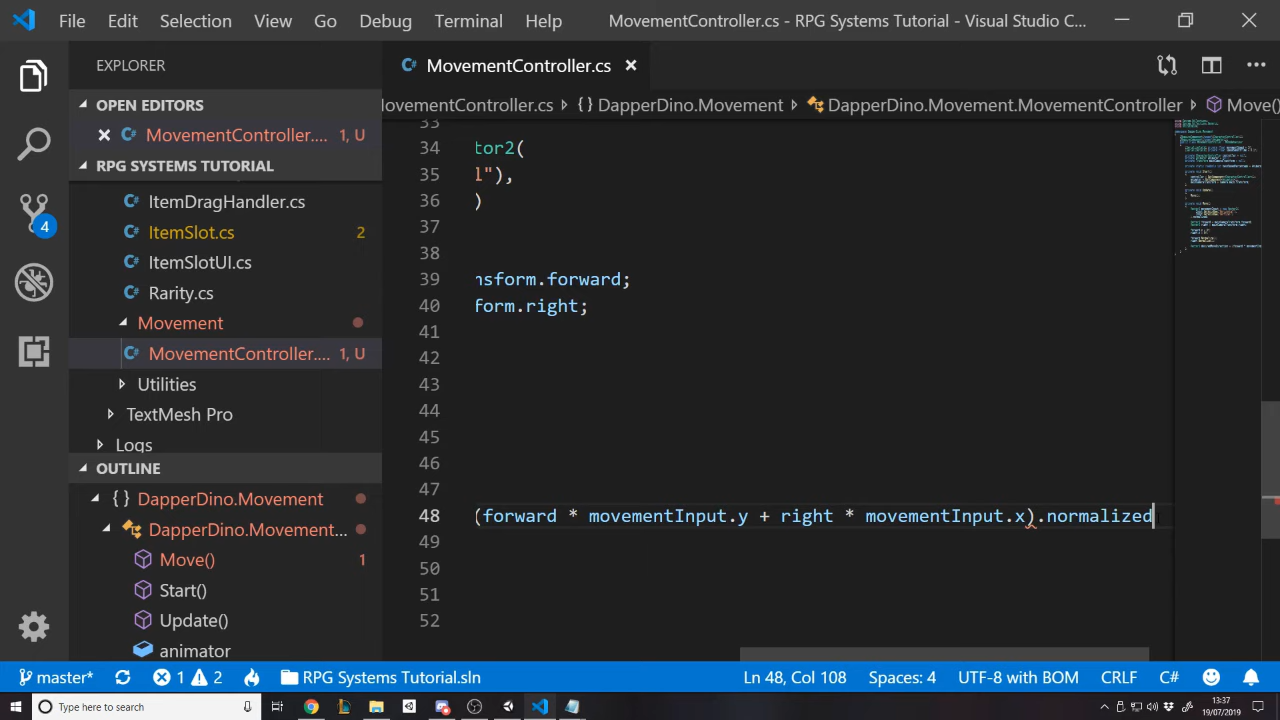 File Edit Selection View Go Debug Terminal Help MovementController.cs - RPG Systems Tutorial - Visual Studio C...
EXPLORER
MovementController.cs
OPEN EDITORS
ovementController.cs DapperDino.Movement DapperDino.Movement.MovementController Move()
MovementController.... 1, U
RPG SYSTEMS TUTORIAL
ItemDragHandler.cs
ItemSlot.cs 2
ItemSlotUI.cs
Rarity.cs
Movement
MovementController.... 1, U
Utilities
TextMesh Pro
Logs
OUTLINE
DapperDino.Movement
DapperDino.Movement...
Move() 1
Start()
Update()
animator
4
33
34 tor2(
35 l");
36 )
37
38
39 nsform.forward;
40 form.right;
41
42
43
44
45
46
47
48 (forward * movementInput.y + right * movementInput.x).normalized
49
50
51
52
master* 1 2 RPG Systems Tutorial.sln Ln 48, Col 108 Spaces: 4 UTF-8 with BOM CRLF C#
Type here to search 13:37
19/07/2019